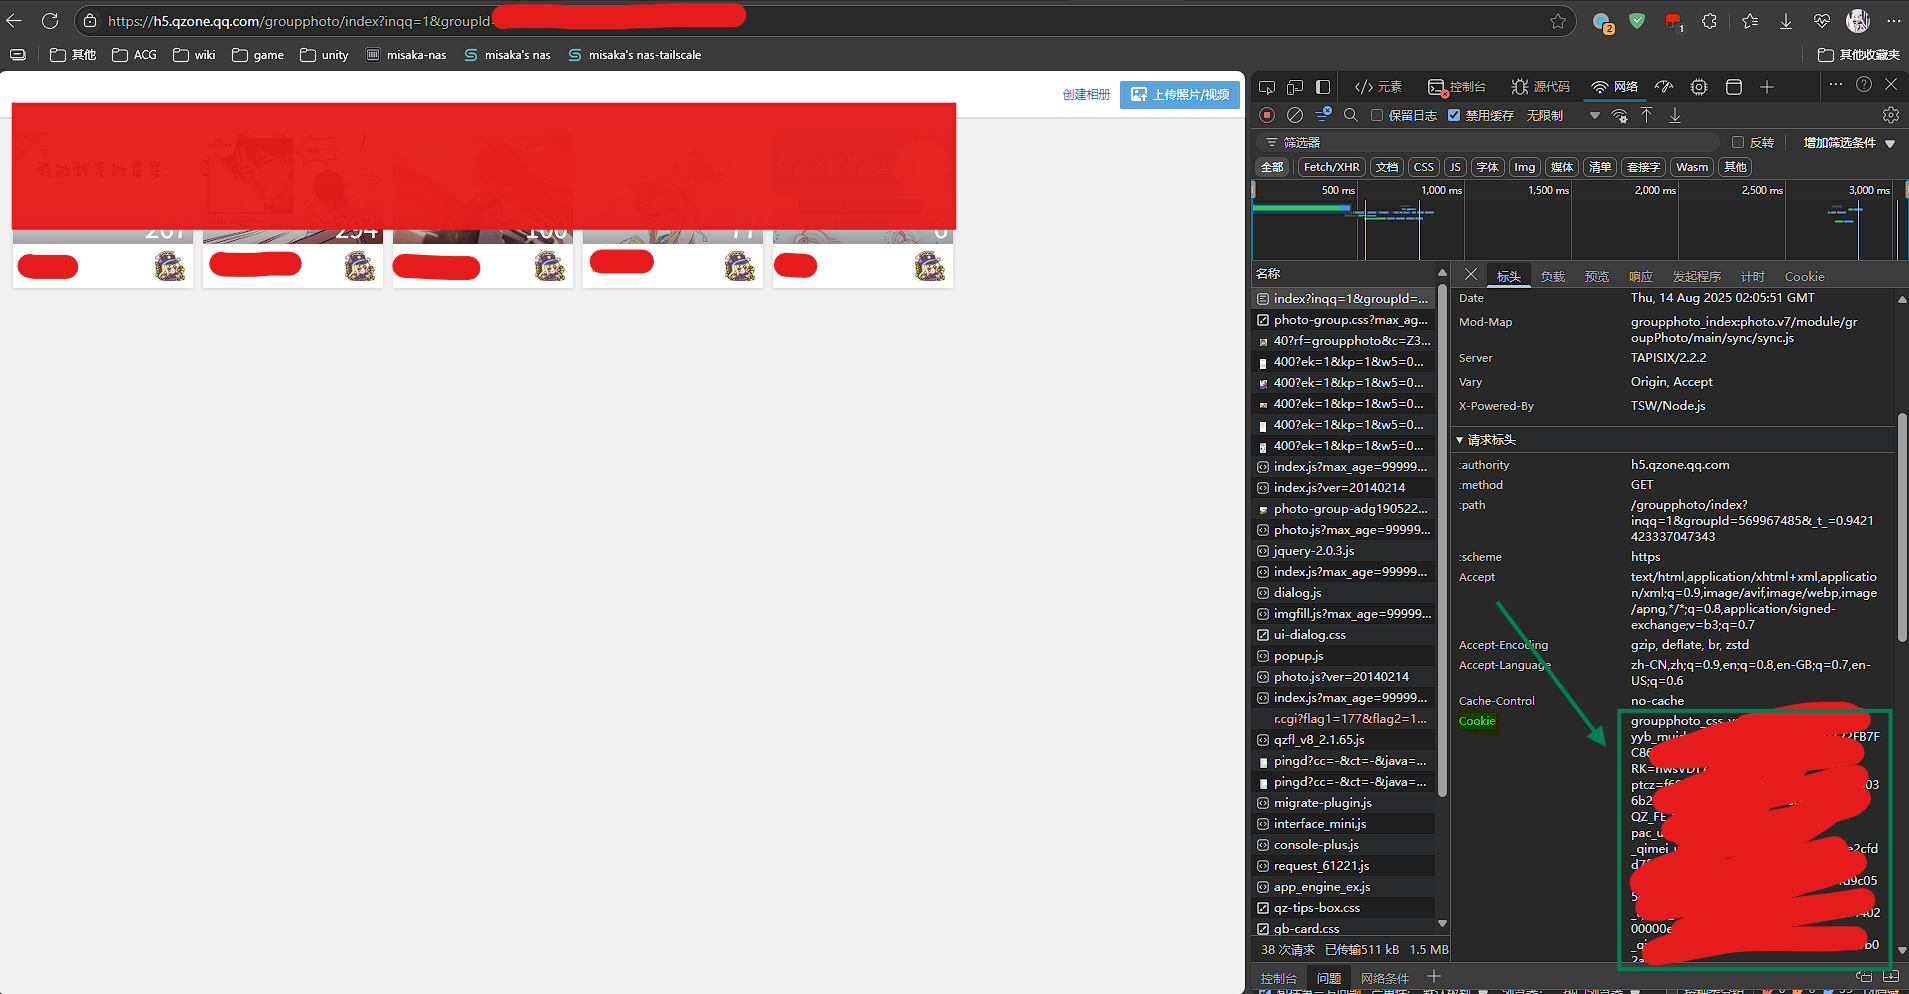 https://h5.qzone.qq.com/groupphoto/index?inqq=1&groupId=
2
1
其他
ACG
wiki
game
unity
misaka-nas
misaka's nas
misaka's nas-tailscale
其他收藏夹
创建相册
上传照片/视频
267
294
100
77
6
元素
控制台
源代码
网络
保留日志
禁用缓存
无限制
筛选器
反转
增加筛选条件
全部
Fetch/XHR
文档
CSS
JS
字体
Img
媒体
清单
套接字
Wasm
其他
500 ms
1,000 ms
1,500 ms
2,000 ms
2,500 ms
3,000 ms
名称
index?inqq=1&groupId=...
photo-group.css?max_ag...
40?rf=groupphoto&c=Z3...
400?ek=1&kp=1&w5=0...
400?ek=1&kp=1&w5=0...
400?ek=1&kp=1&w5=0...
400?ek=1&kp=1&w5=0...
400?ek=1&kp=1&w5=0...
index.js?max_age=99999...
index.js?ver=20140214
photo-group-adg190522...
photo.js?max_age=99999...
jquery-2.0.3.js
index.js?max_age=99999...
dialog.js
imgfill.js?max_age=99999...
ui-dialog.css
popup.js
photo.js?ver=20140214
index.js?max_age=99999...
r.cgi?flag1=177&flag2=1...
qzfl_v8_2.1.65.js
pingd?cc=-&ct=-&java=...
pingd?cc=-&ct=-&java=...
migrate-plugin.js
interface_mini.js
console-plus.js
request_61221.js
app_engine_ex.js
qz-tips-box.css
gb-card.css
38 次请求
已传输511 kB
1.5 MB
标头
负载
预览
响应
发起程序
计时
Cookie
Date
Thu, 14 Aug 2025 02:05:51 GMT
Mod-Map
groupphoto_index:photo.v7/module/gr
oupPhoto/main/sync/sync.js
Server
TAPISIX/2.2.2
Vary
Origin, Accept
X-Powered-By
TSW/Node.js
请求标头
:authority
h5.qzone.qq.com
:method
GET
:path
/groupphoto/index?
inqq=1&groupId=569967485&_t_=0.9421
423337047343
:scheme
https
Accept
text/html,application/xhtml+xml,applicatio
n/xml;q=0.9,image/avif,image/webp,image
/apng,*/*;q=0.8,application/signed-
exchange;v=b3;q=0.7
Accept-Encoding
gzip, deflate, br, zstd
Accept-Language
zh-CN,zh;q=0.9,en;q=0.8,en-GB;q=0.7,en-
US;q=0.6
Cache-Control
no-cache
Cookie
groupphoto_css_v
控制台
问题
网络条件